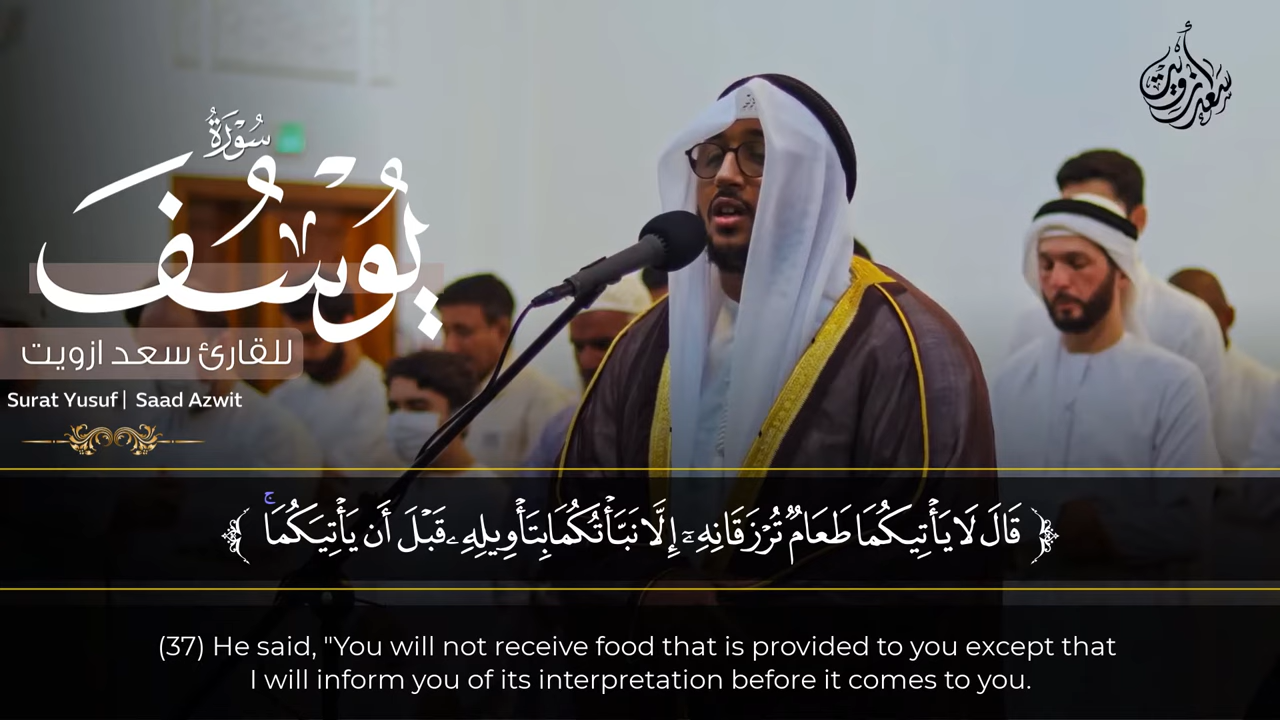 سعد أزويت
سُورَةُ
يُوسُفَ
للقارئ سعد ازويت
Surat Yusuf | Saad Azwit
قَالَ لَا يَأْتِيكُمَا طَعَامٌ تُرْزَقَانِهِۦٓ إِلَّا نَبَّأْتُكُمَا بِتَأْوِيلِهِۦ قَبْلَ أَن يَأْتِيَكُمَا ۚ
(37) He said, "You will not receive food that is provided to you except that
I will inform you of its interpretation before it comes to you.